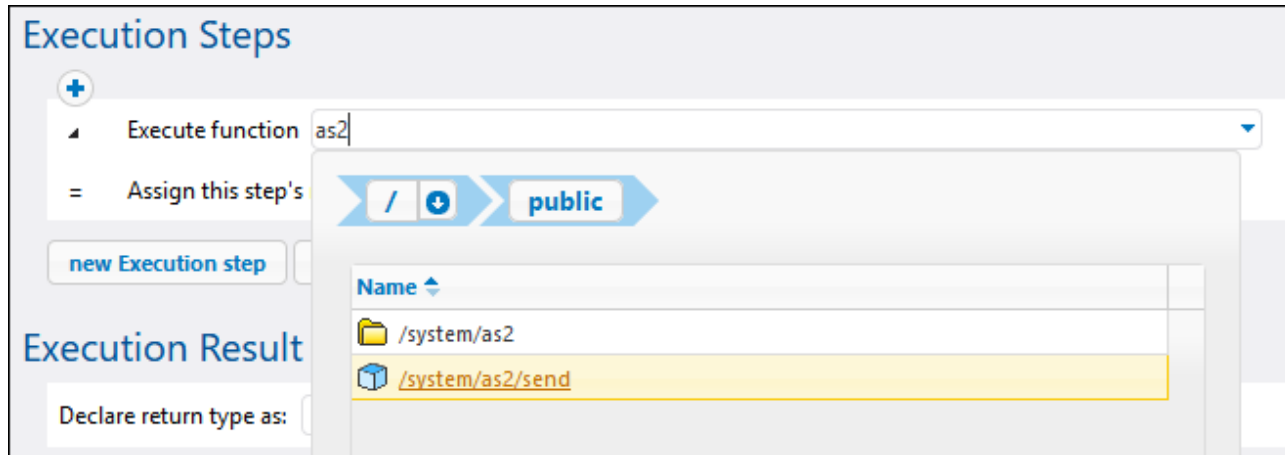 Execution Steps
Execute function as2
= Assign this step's
/ public
new Execution step
Name
/system/as2
Execution Result
/system/as2/send
Declare return type as: